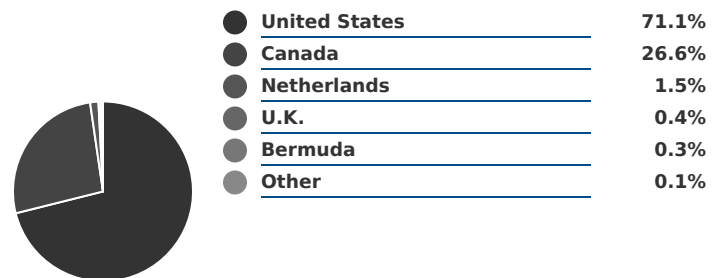 United States 71.1%
Canada 26.6%
Netherlands 1.5%
U.K. 0.4%
Bermuda 0.3%
Other 0.1%